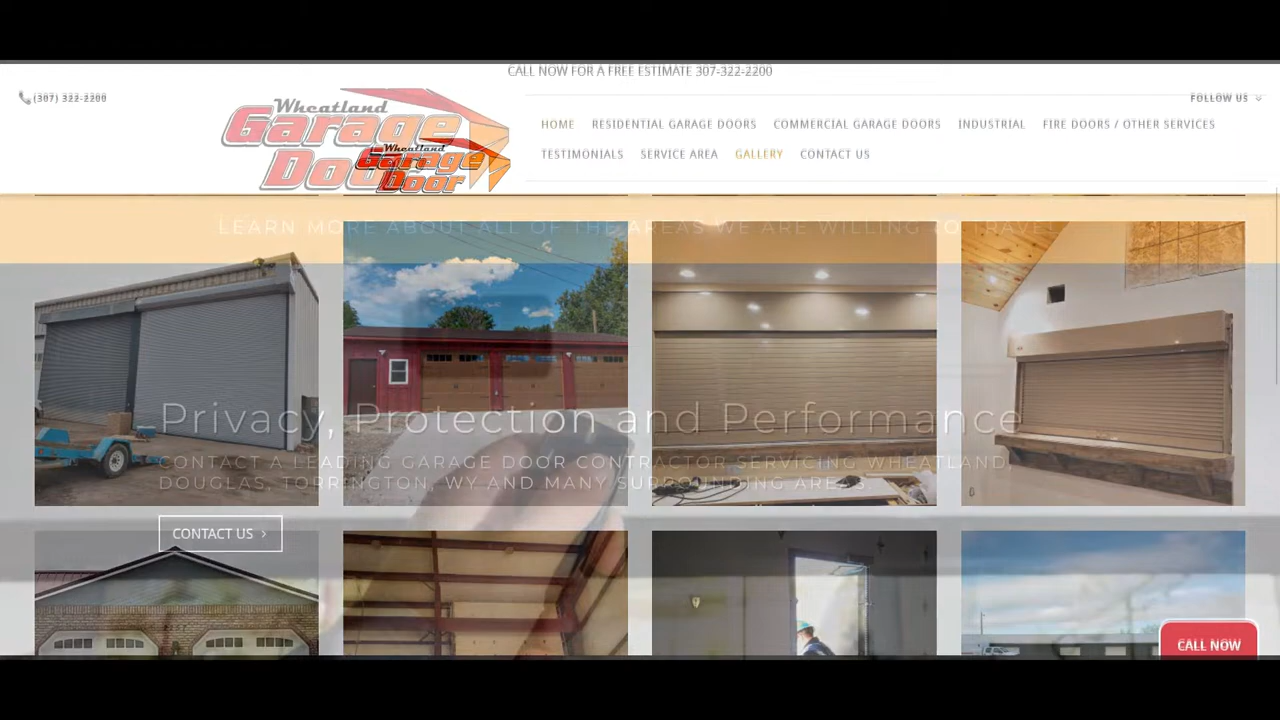 CALL NOW FOR A FREE ESTIMATE 307-322-2200
(307) 322-2200
FOLLOW US
Wheatland
Garage
Door
Wheatland
Garage
Door
HOME RESIDENTIAL GARAGE DOORS COMMERCIAL GARAGE DOORS INDUSTRIAL FIRE DOORS / OTHER SERVICES
TESTIMONIALS SERVICE AREA GALLERY CONTACT US
LEARN MORE ABOUT ALL OF THE AREAS WE ARE WILLING TO TRAVEL
Privacy, Protection and Performance
CONTACT A LEADING GARAGE DOOR CONTRACTOR SERVICING WHEATLAND,
DOUGLAS, TORRINGTON, WY AND MANY SURROUNDING AREAS
CONTACT US
CALL NOW